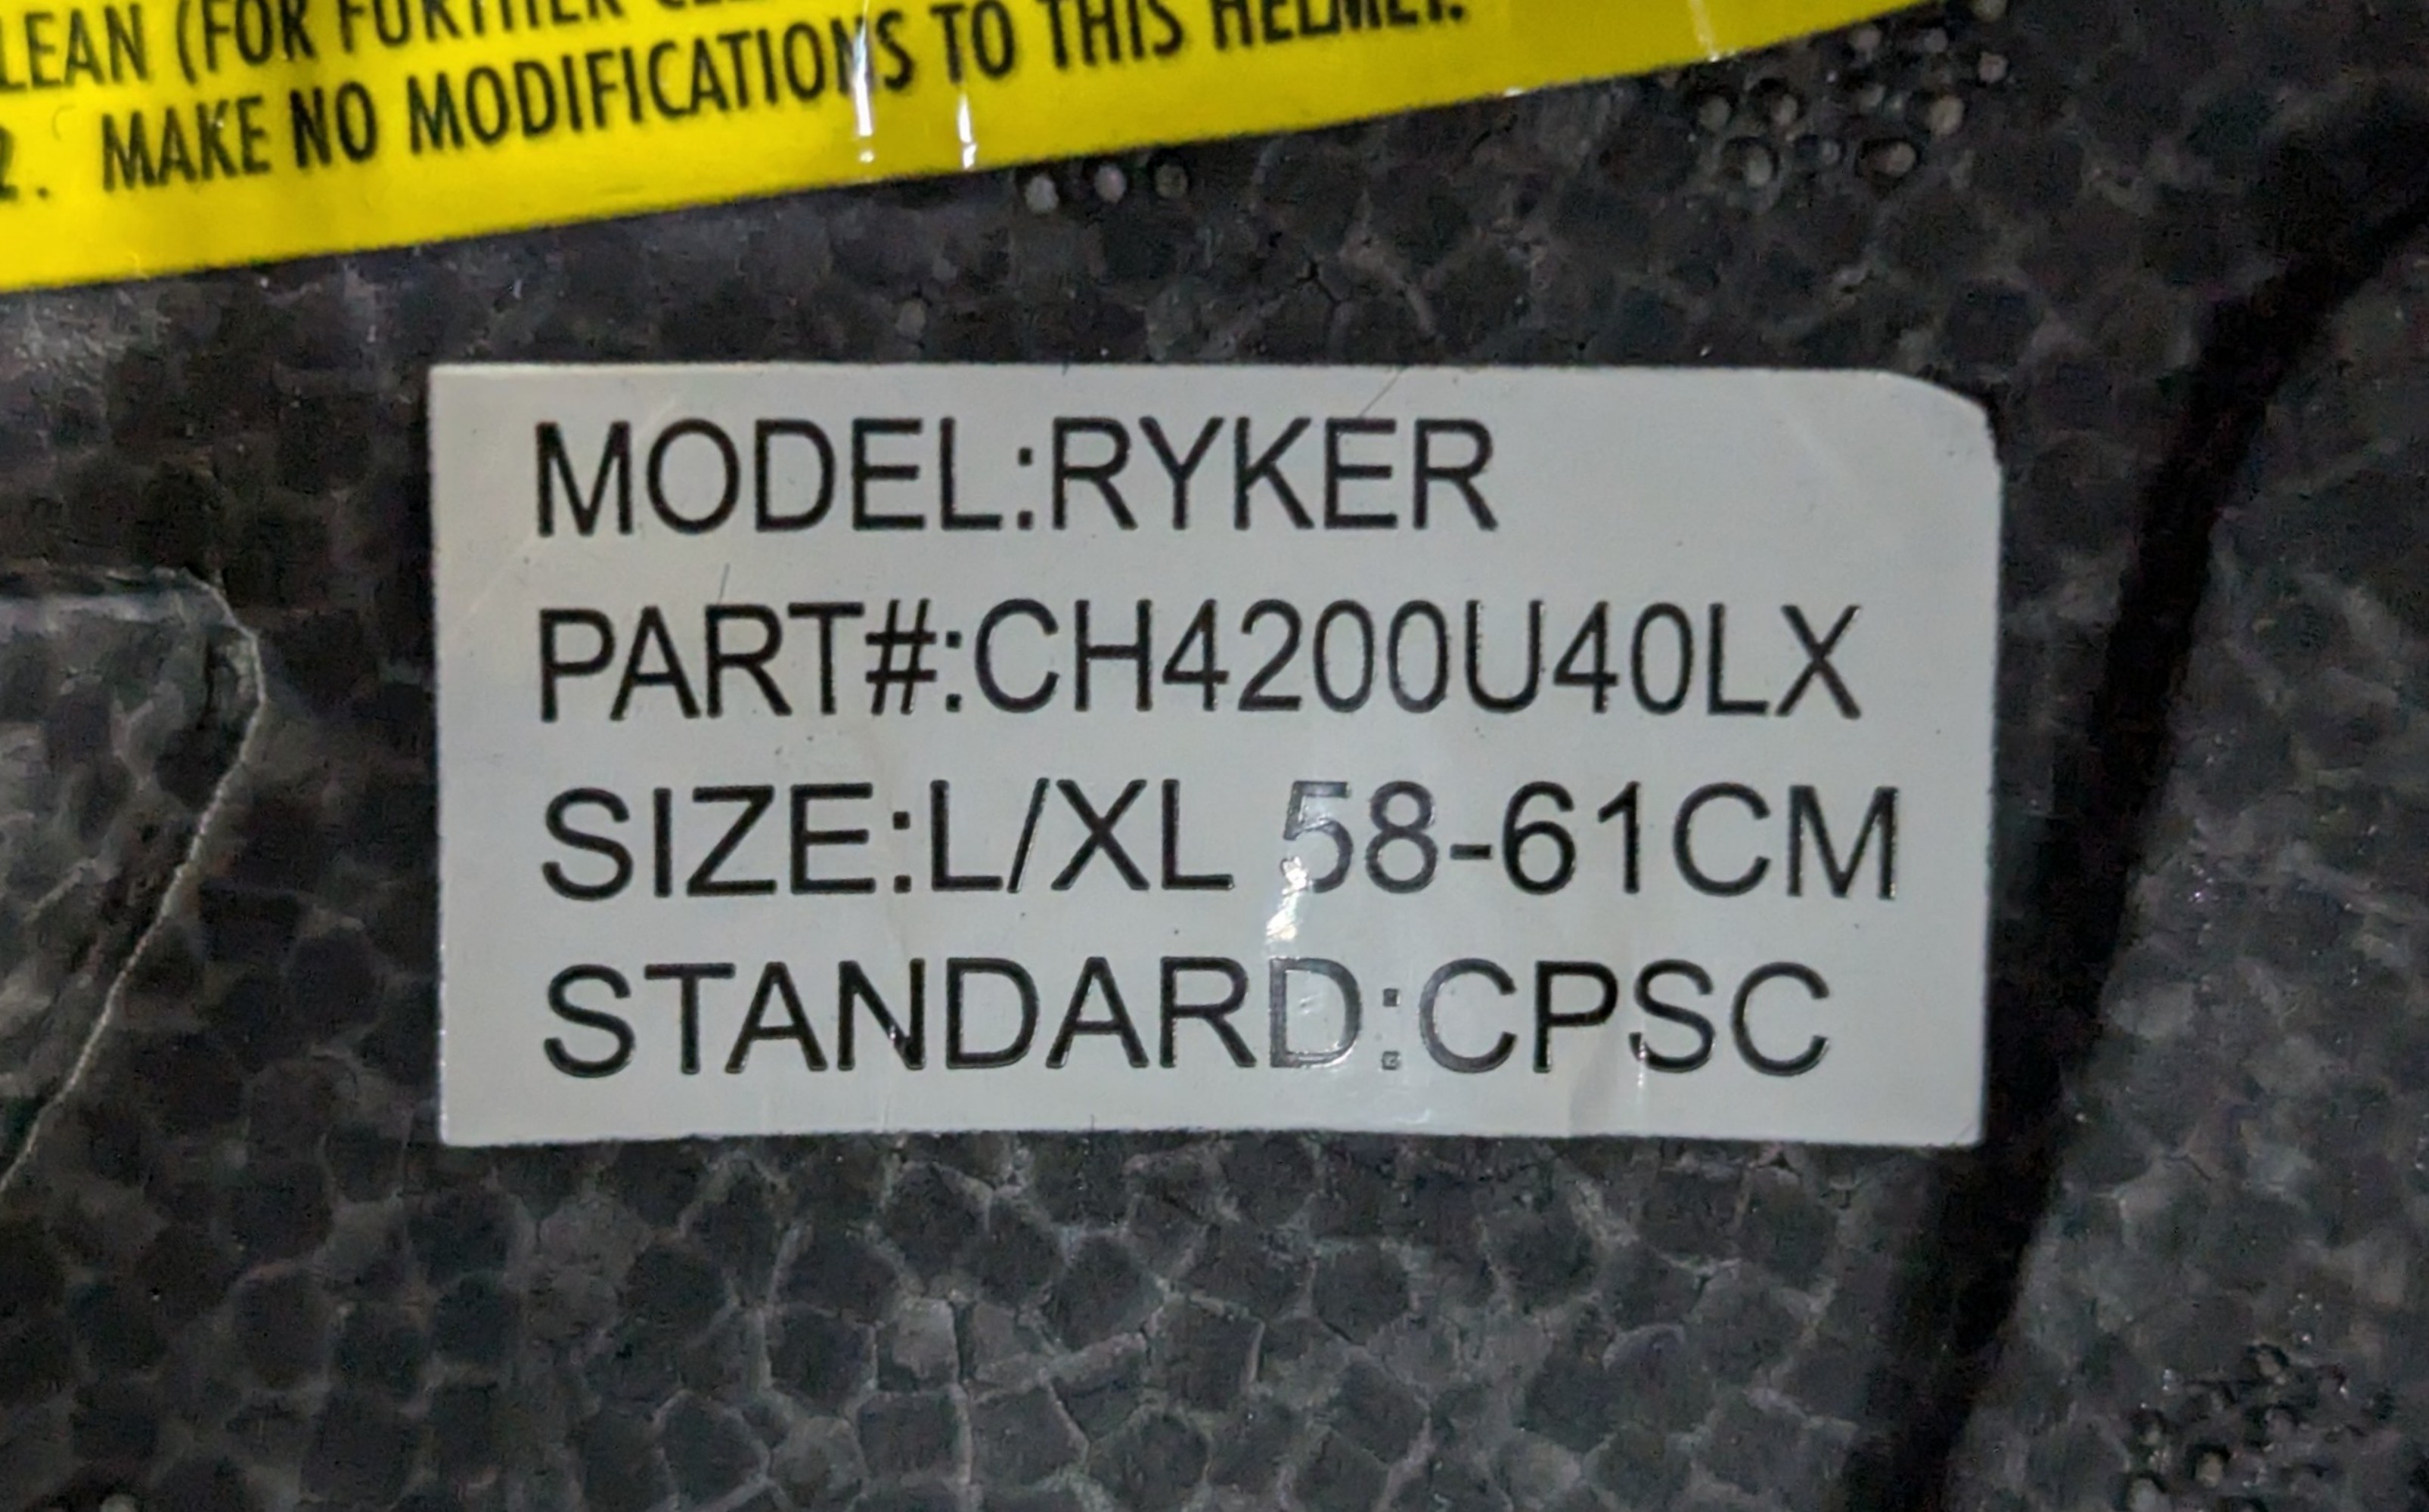 LEAN (FOR FURTHER
2. MAKE NO MODIFICATIONS TO THIS HELMET.
MODEL:RYKER
PART#:CH4200U40LX
SIZE:L/XL 58-61CM
STANDARD:CPSC